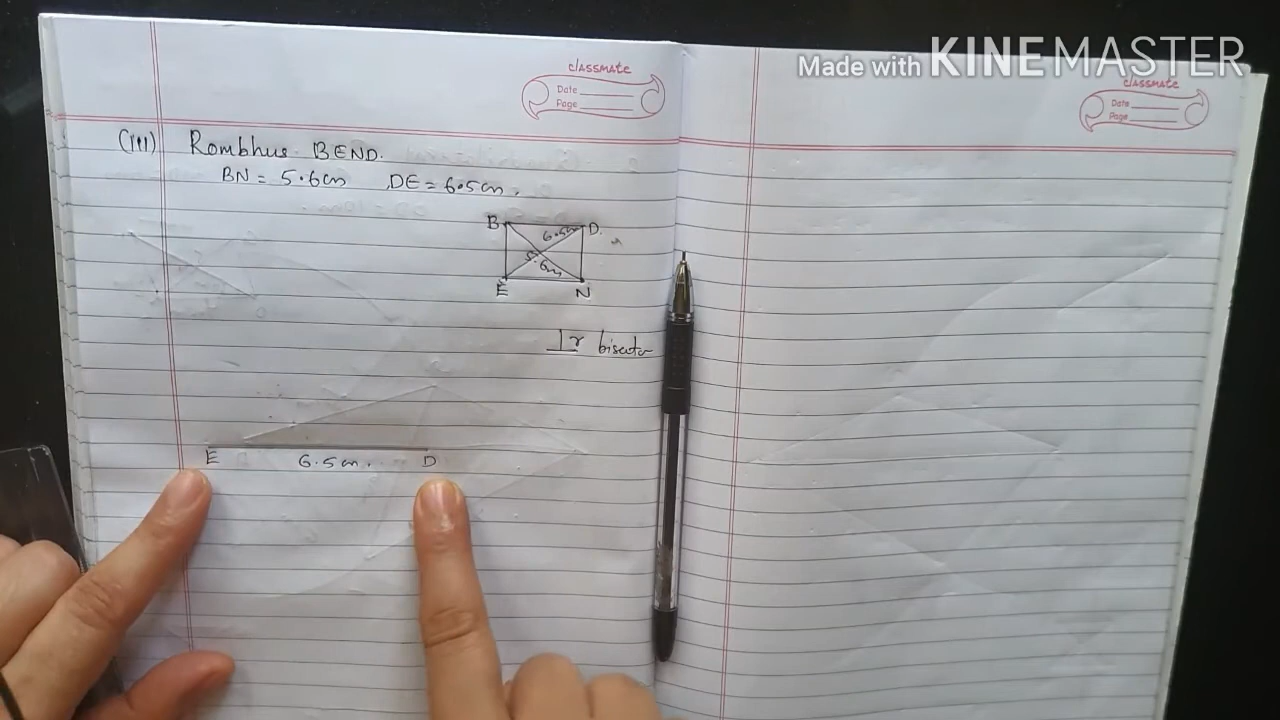 Made with KINEMASTER
classmate
Date
Page
classmate
Date
Page
(III) Rombhus BEND.
BN = 5.6cm DE = 6.5cm.
B D.
6.5cm
5.6cm
E N
⊥r bisector
E 6.5cm. D